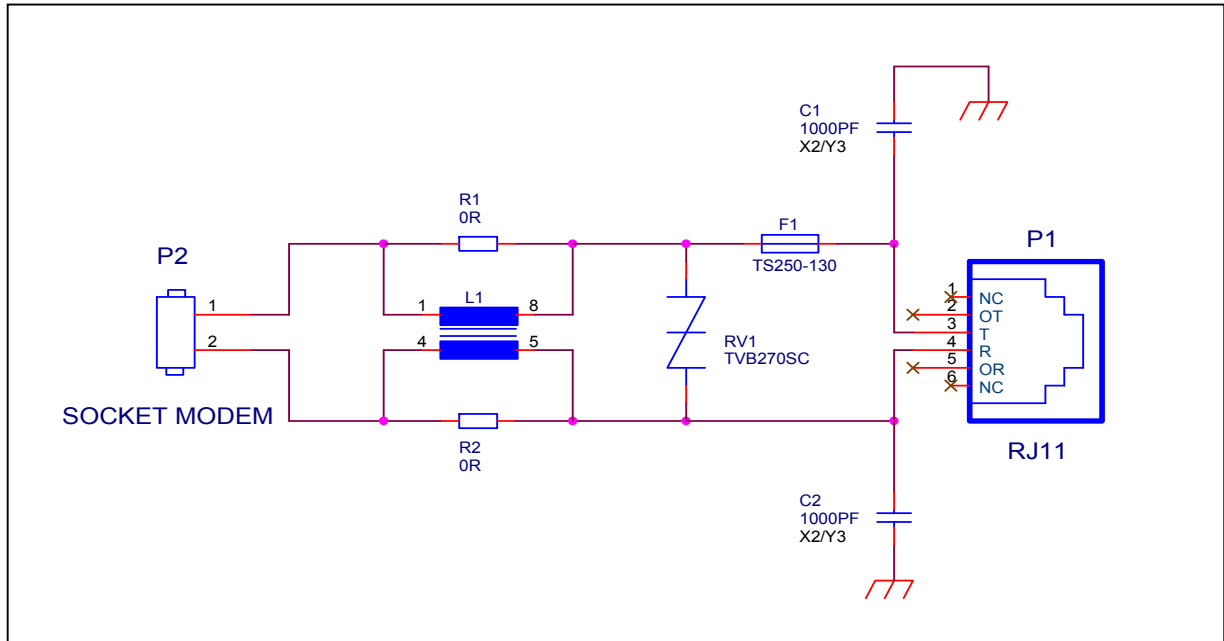 C1
1000PF
X2/Y3
R1
0R
F1
TS250-130
P2
P1
1
2
L1
1
8
4
5
RV1
TVB270SC
1
NC
2
OT
3
T
4
R
5
OR
6
NC
SOCKET MODEM
R2
0R
RJ11
C2
1000PF
X2/Y3